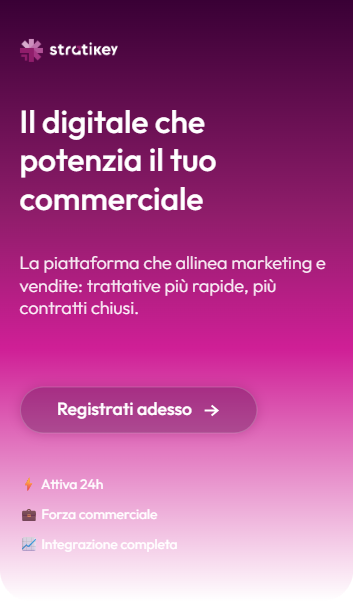 stratikey
Il digitale che
potenzia il tuo
commerciale
La piattaforma che allinea marketing e
vendite: trattative più rapide, più
contratti chiusi.
Registrati adesso →
Attiva 24h
Forza commerciale
Integrazione completa